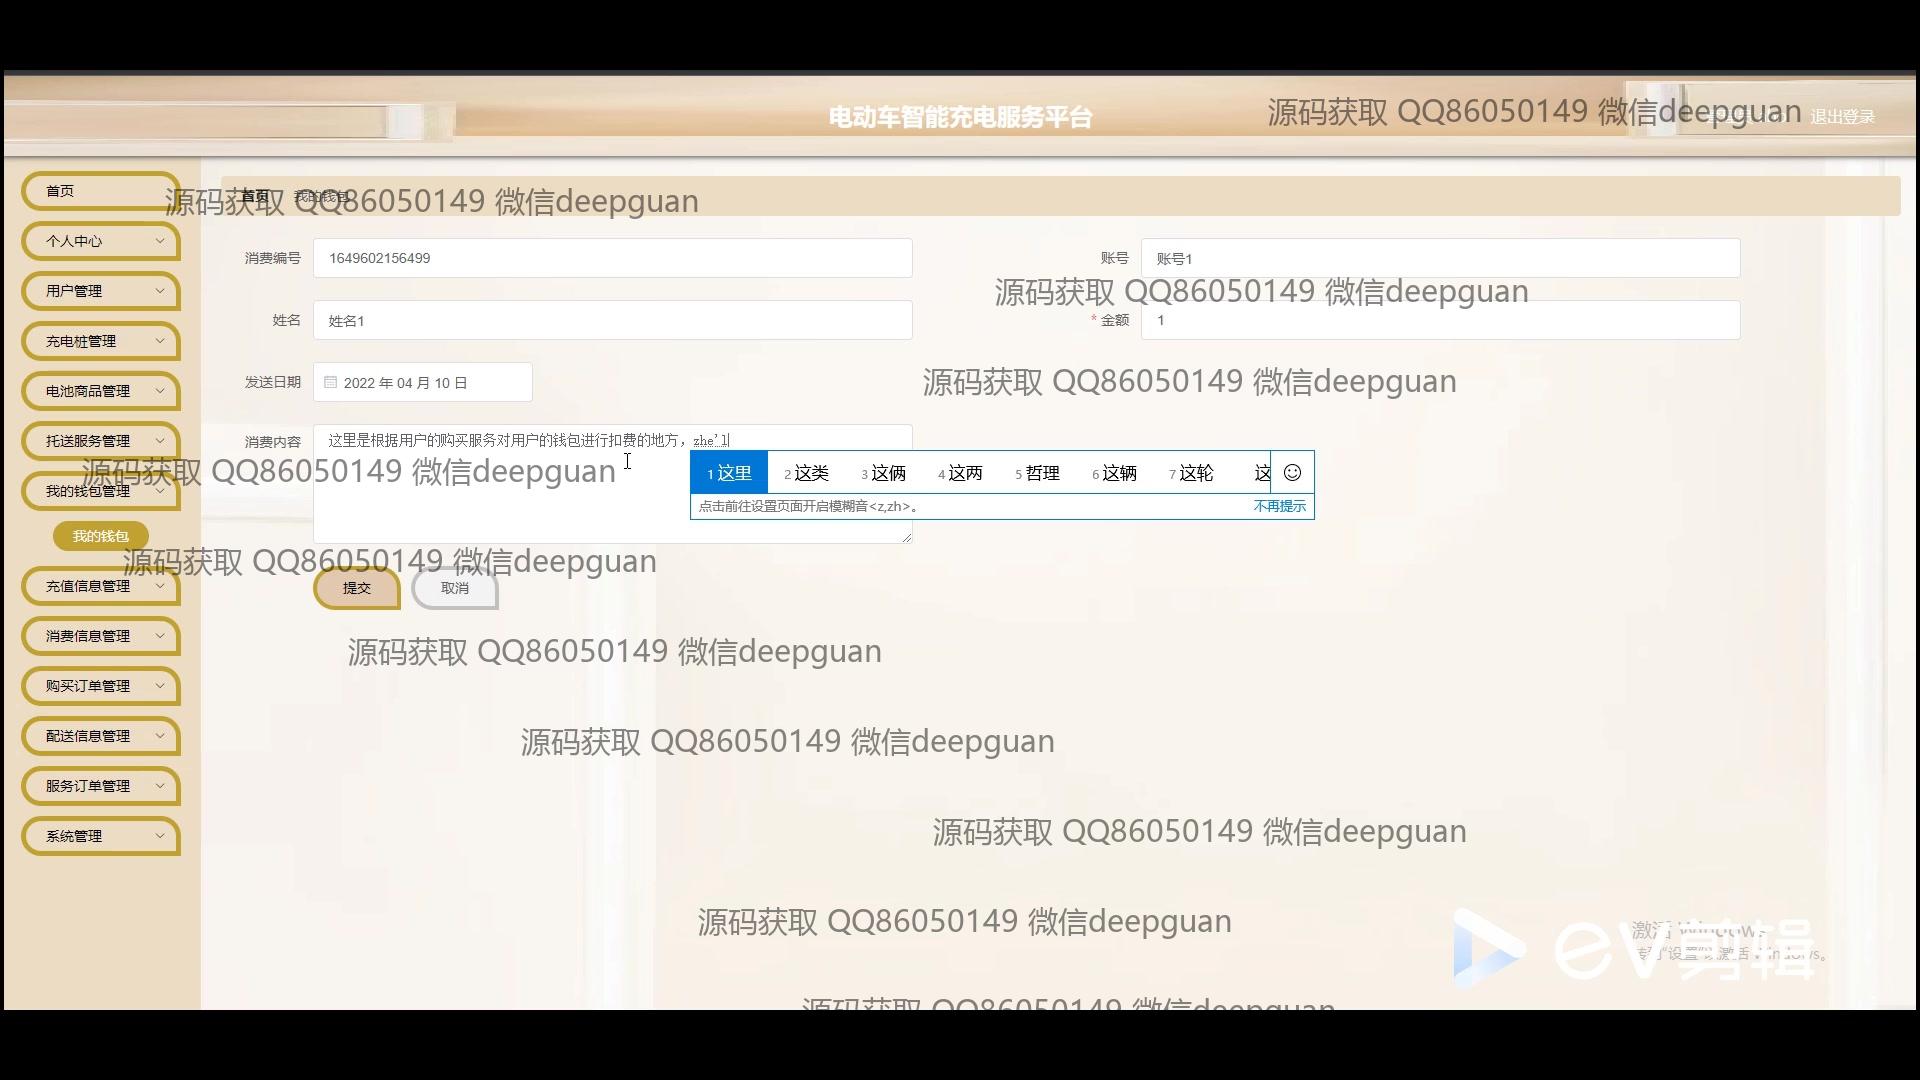 电动车智能充电服务平台
源码获取 QQ86050149 微信deepguan
退出登录
首页
首页
我的钱包
源码获取 QQ86050149 微信deepguan
个人中心
消费编号
1649602156499
账号
账号1
用户管理
源码获取 QQ86050149 微信deepguan
姓名
姓名1
* 金额
1
充电桩管理
电池商品管理
发送日期
2022 年 04 月 10 日
源码获取 QQ86050149 微信deepguan
托送服务管理
消费内容
这里是根据用户的购买服务对用户的钱包进行扣费的地方，zhe'l
源码获取 QQ86050149 微信deepguan
1 这里 2 这类 3 这俩 4 这两 5 哲理 6 这辆 7 这轮 这
点击前往设置页面开启模糊音<z,zh>。
不再提示
我的钱包管理
我的钱包
源码获取 QQ86050149 微信deepguan
充值信息管理
提交
取消
消费信息管理
源码获取 QQ86050149 微信deepguan
购买订单管理
配送信息管理
源码获取 QQ86050149 微信deepguan
服务订单管理
系统管理
源码获取 QQ86050149 微信deepguan
源码获取 QQ86050149 微信deepguan
激活 Windows
转到"设置"以激活 Windows。
ev剪辑
源码获取 QQ86050149 微信deepguan